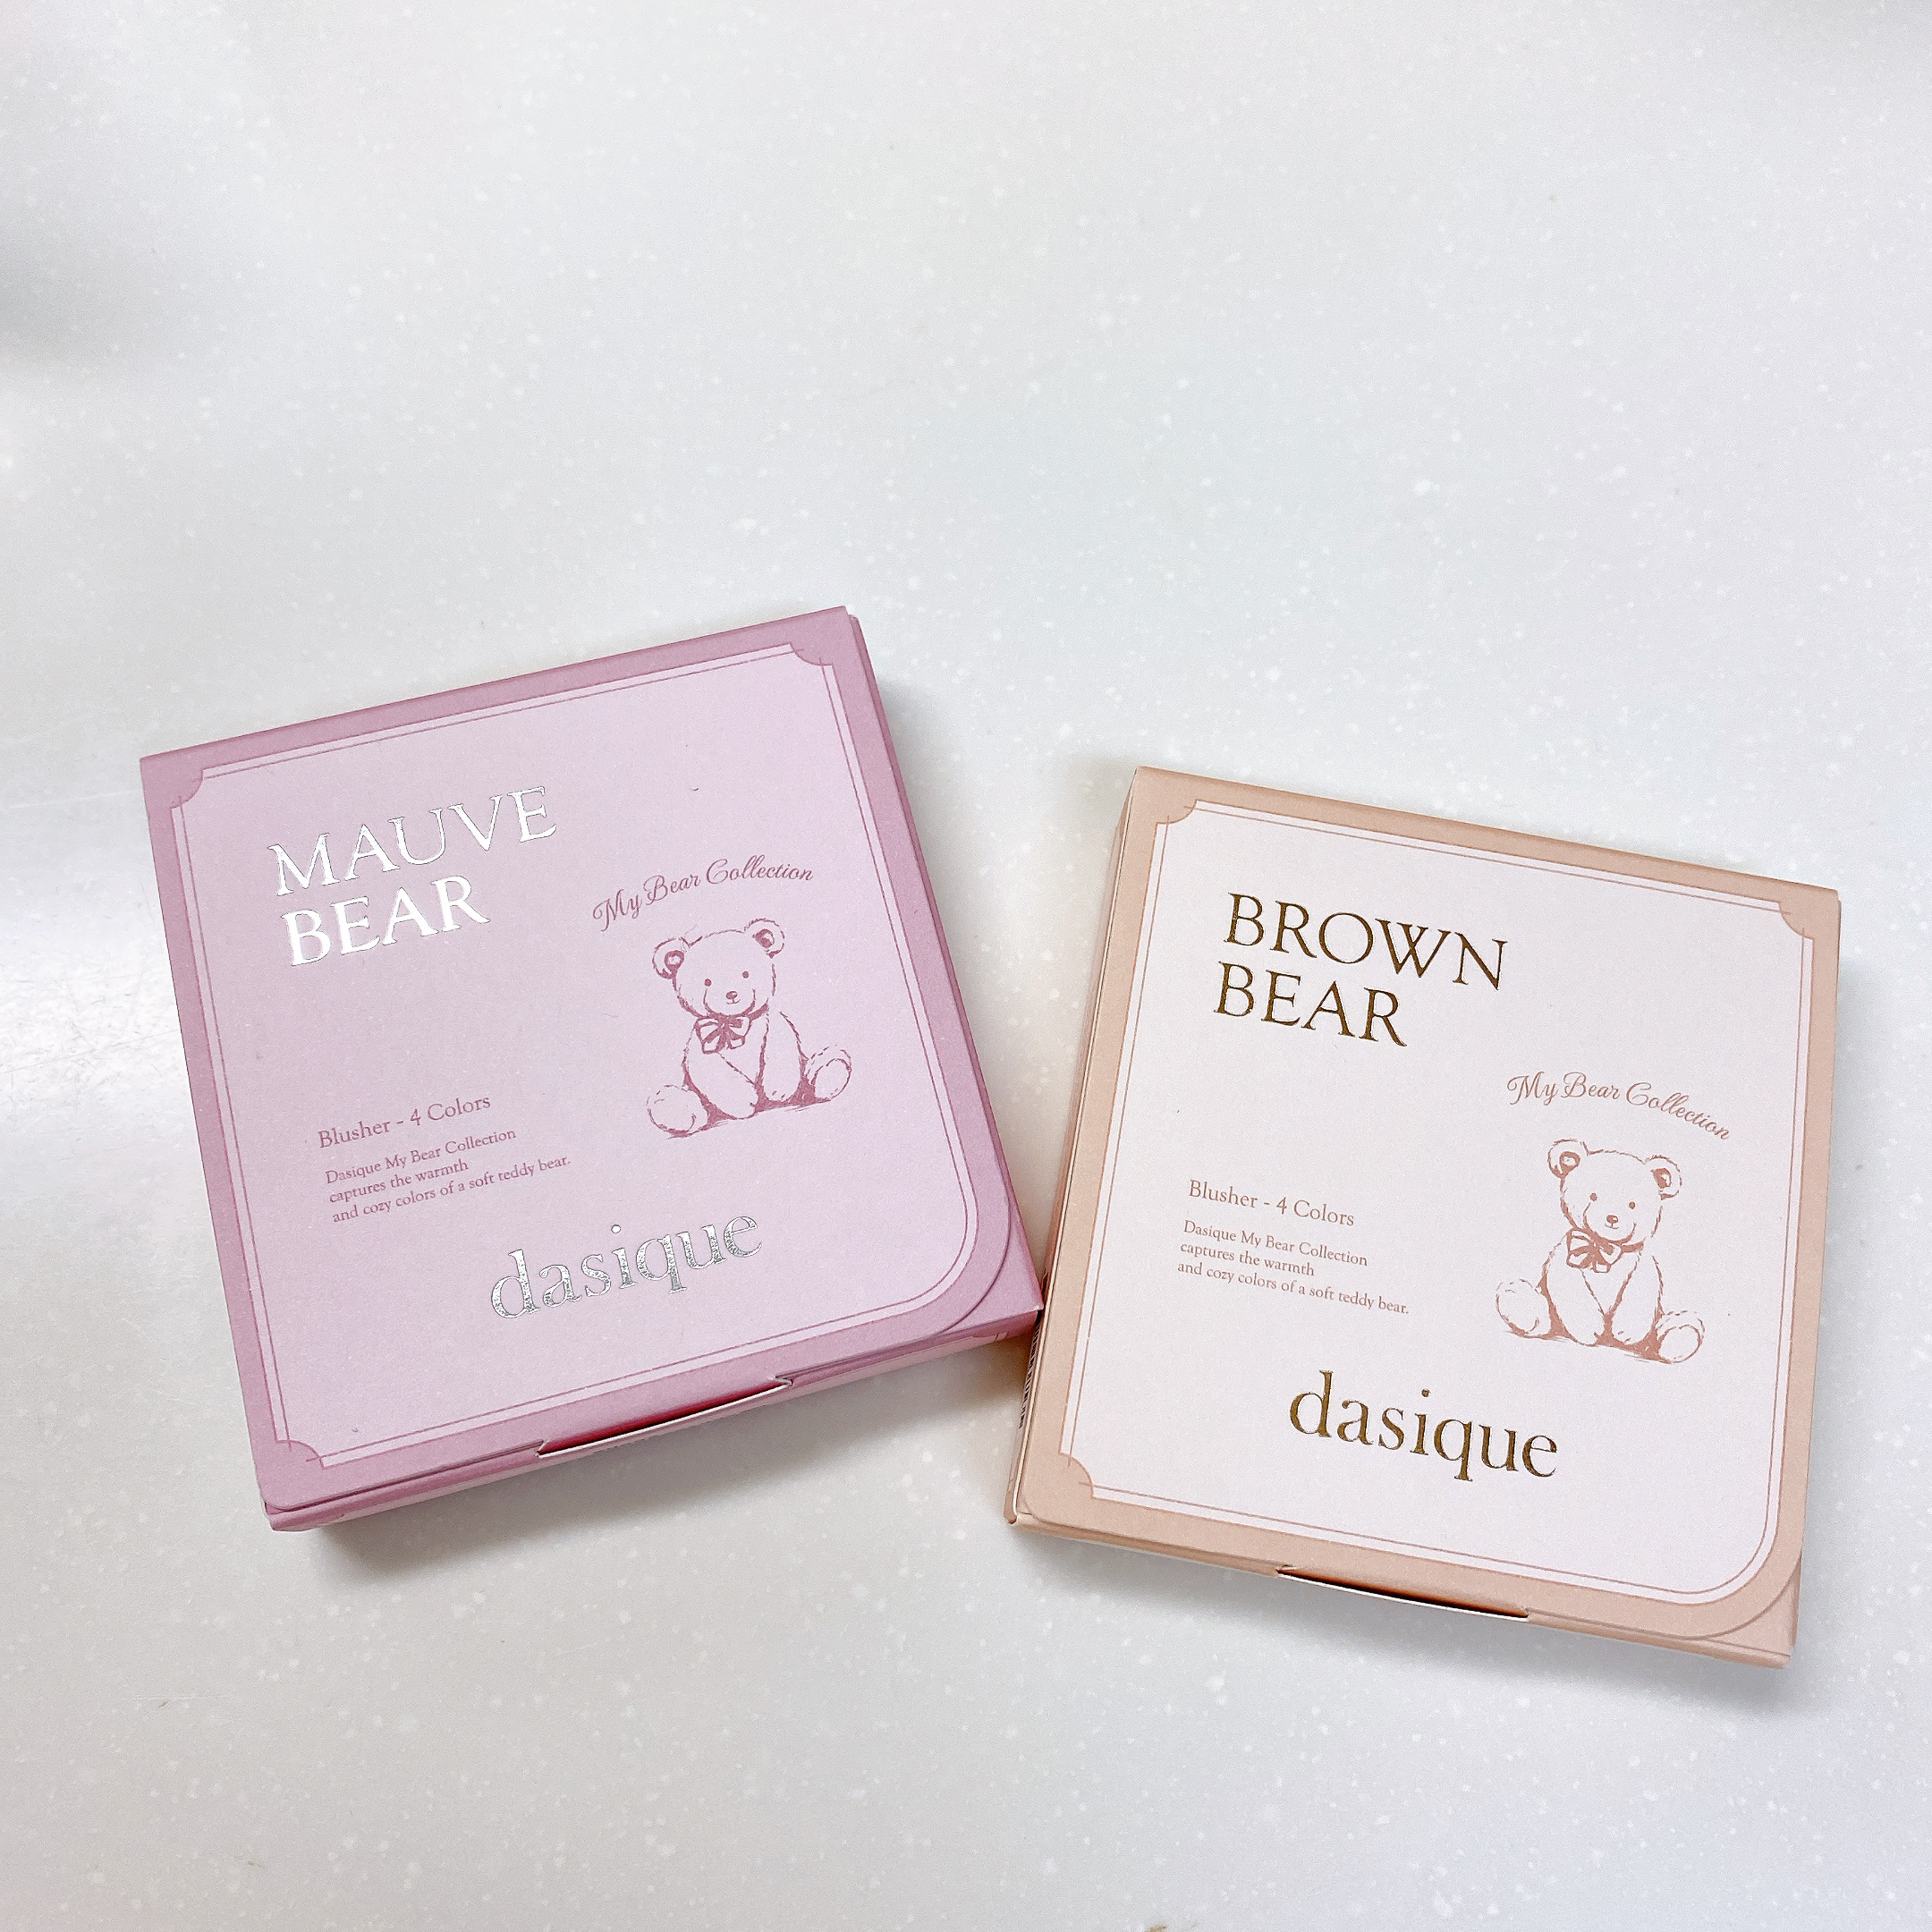 MAUVE
BEAR
My Bear Collection
Blusher - 4 Colors
Dasique My Bear Collection
captures the warmth
and cozy colors of a soft teddy bear.
dasique
BROWN
BEAR
My Bear Collection
Blusher - 4 Colors
Dasique My Bear Collection
captures the warmth
and cozy colors of a soft teddy bear.
dasique